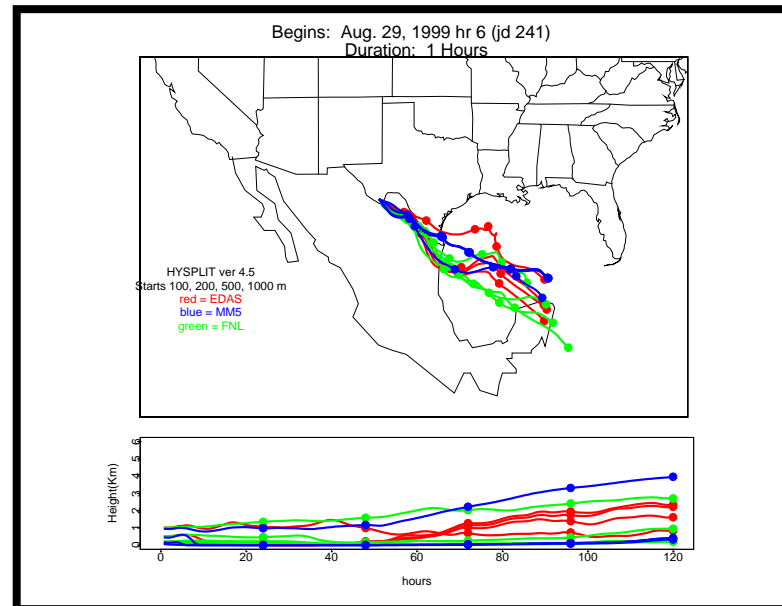 Begins:  Aug. 29, 1999 hr 6 (jd 241)
Duration:  1 Hours
HYSPLIT ver 4.5
Starts 100, 200, 500, 1000 m
red = EDAS
blue = MM5
green = FNL
Height(Km)
6
5
4
3
2
1
0
0 20 40 60 80 100 120
hours